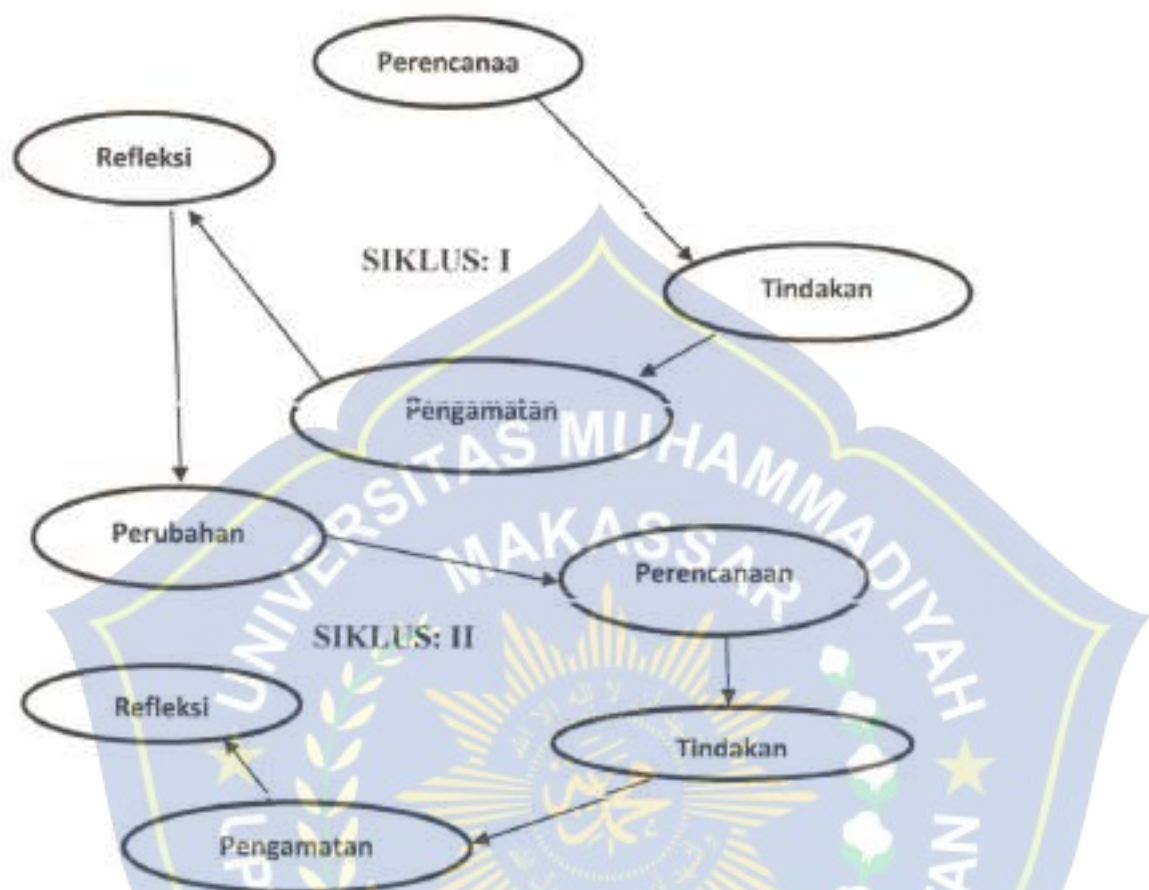 Perencanaa
Refleksi
SIKLUS: I
Tindakan
Pengamatan
UNIVERSITAS MUHAMMADIYAH
MAKASSAR
Perubahan
Perencanaan
SIKLUS: II
Refleksi
Tindakan
Pengamatan